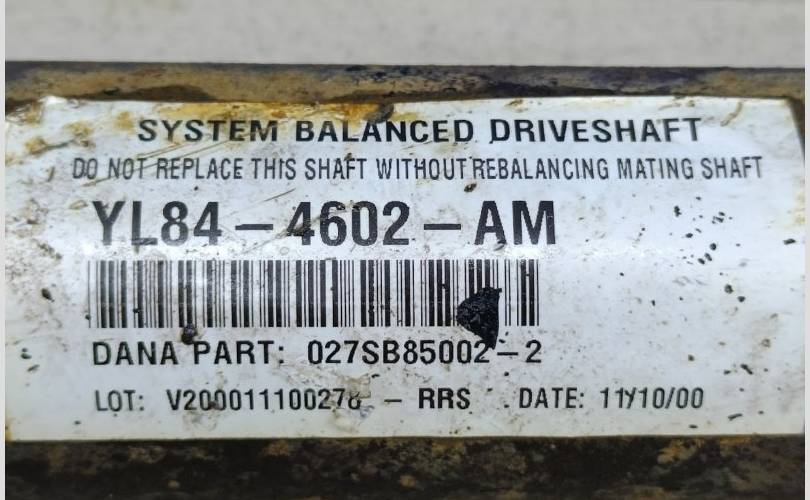 SYSTEM BALANCED DRIVESHAFT
DO NOT REPLACE THIS SHAFT WITHOUT REBALANCING MATING SHAFT
YL84-4602-AM
DANA PART: 027SB85002-2
LOT: V200011100278 - RRS DATE: 11/10/00